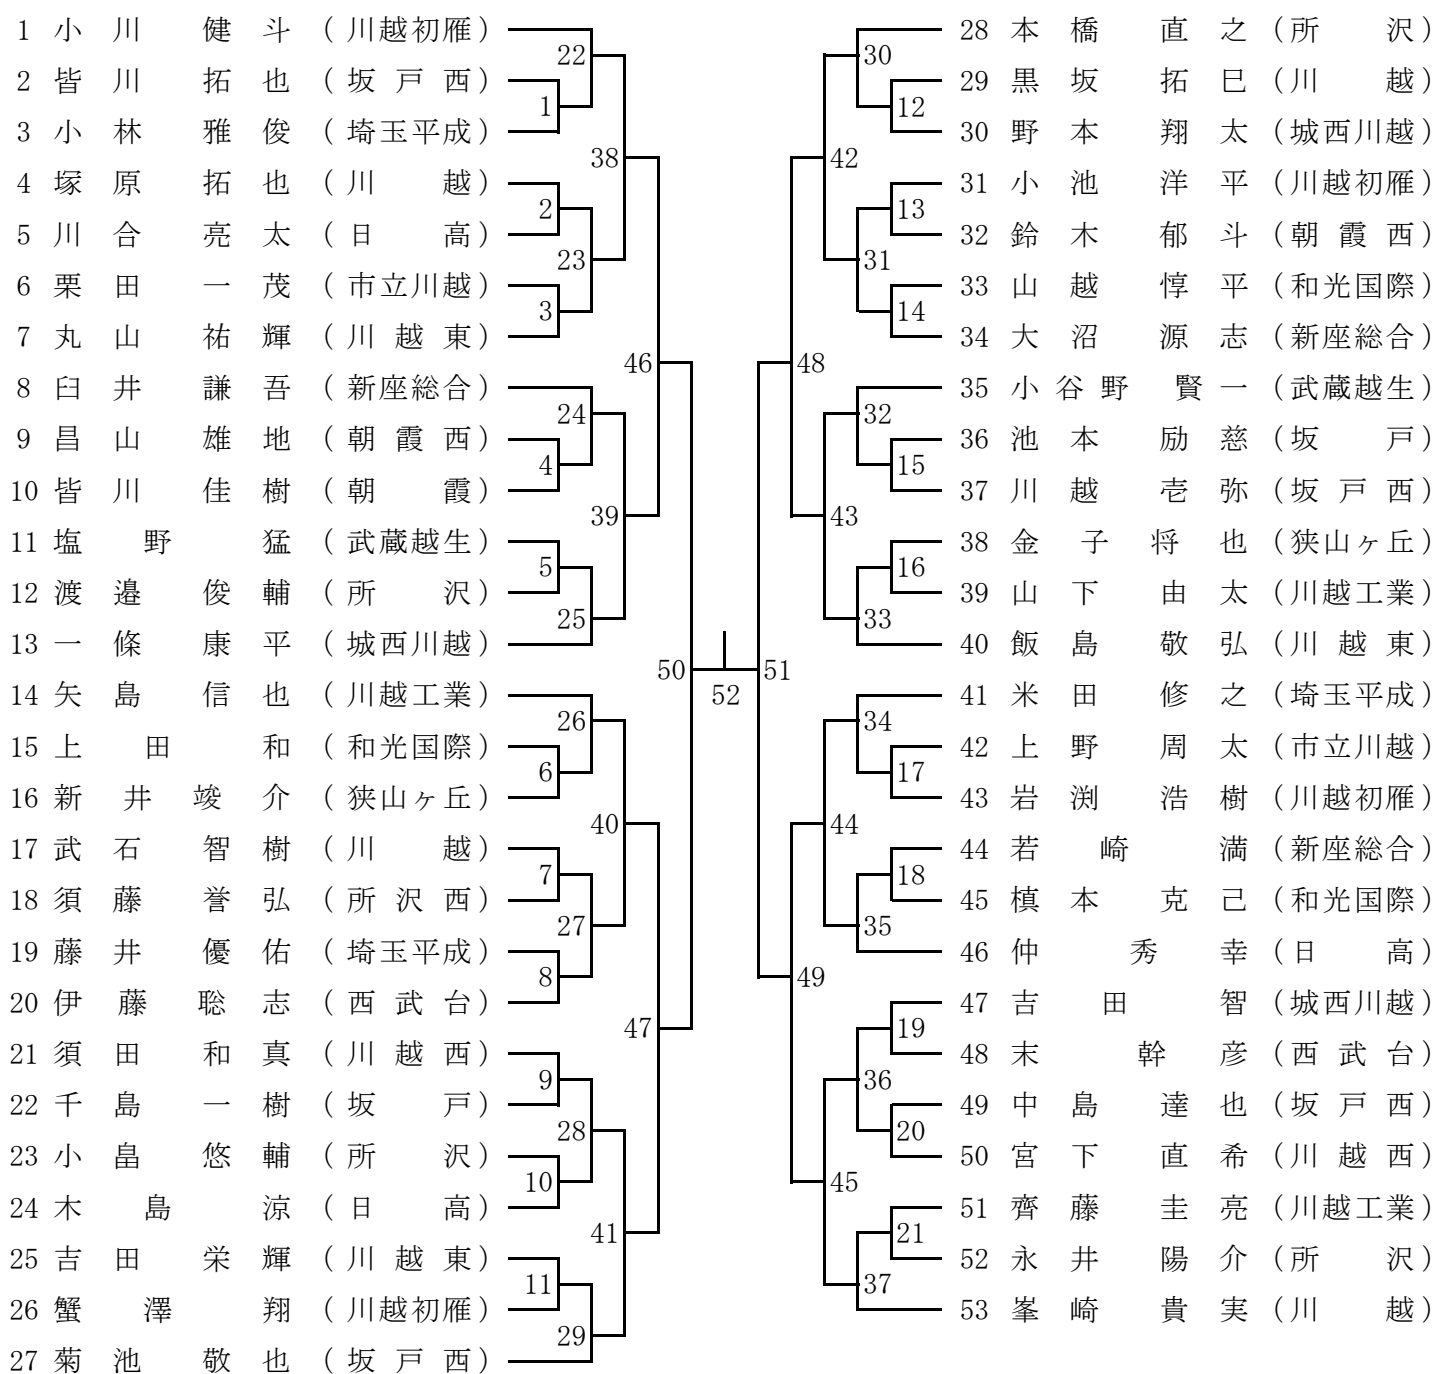 1 小川 健斗 (川越初雁)
2 皆川 拓也 (坂戸西)
3 小林 雅俊 (埼玉平成)
4 塚原 拓也 (川越)
5 川合 亮太 (日高)
6 栗田 一茂 (市立川越)
7 丸山 祐輝 (川越東)
8 臼井 謙吾 (新座総合)
9 昌山 雄地 (朝霞西)
10 皆川 佳樹 (朝霞)
11 塩野 猛 (武蔵越生)
12 渡邉 俊輔 (所沢)
13 一條 康平 (城西川越)
14 矢島 信也 (川越工業)
15 上田 和 (和光国際)
16 新井 竣介 (狭山ヶ丘)
17 武石 智樹 (川越)
18 須藤 誉弘 (所沢西)
19 藤井 優佑 (埼玉平成)
20 伊藤 聡志 (西武台)
21 須田 和真 (川越西)
22 千島 一樹 (坂戸)
23 小畠 悠輔 (所沢)
24 木島 涼 (日高)
25 吉田 栄輝 (川越東)
26 蟹澤 翔 (川越初雁)
27 菊池 敬也 (坂戸西)
22
1
38
2
23
3
46
24
4
39
5
25
50
26
6
40
7
27
8
47
9
28
10
41
11
29
52
51
30
12
42
13
31
14
48
32
15
43
16
33
34
17
44
18
35
49
19
36
20
45
21
37
28 本橋 直之 (所沢)
29 黒坂 拓巳 (川越)
30 野本 翔太 (城西川越)
31 小池 洋平 (川越初雁)
32 鈴木 郁斗 (朝霞西)
33 山越 惇平 (和光国際)
34 大沼 源志 (新座総合)
35 小谷野 賢一 (武蔵越生)
36 池本 励慈 (坂戸)
37 川越 壱弥 (坂戸西)
38 金子 将也 (狭山ヶ丘)
39 山下 由太 (川越工業)
40 飯島 敬弘 (川越東)
41 米田 修之 (埼玉平成)
42 上野 周太 (市立川越)
43 岩渕 浩樹 (川越初雁)
44 若崎 満 (新座総合)
45 槙本 克己 (和光国際)
46 仲 秀幸 (日高)
47 吉田 智 (城西川越)
48 末 幹彦 (西武台)
49 中島 達也 (坂戸西)
50 宮下 直希 (川越西)
51 齊藤 圭亮 (川越工業)
52 永井 陽介 (所沢)
53 峯崎 貴実 (川越)